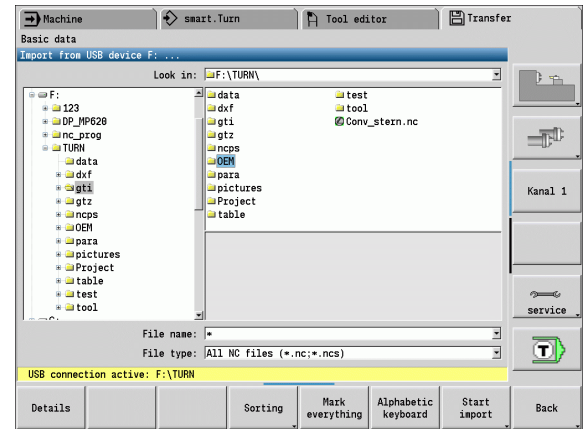 Machine
smart.Turn
Tool editor
Transfer
Basic data
Import from USB device F: ...
Look in: F:\TURN\
F:
123
DP_MP620
nc_prog
TURN
data
dxf
gti
gtz
ncps
OEM
para
pictures
Project
table
test
tool
data
dxf
gti
gtz
ncps
OEM
para
pictures
Project
table
test
tool
Conv_stern.nc
Kanal 1
service
T
File name: *
File type: All NC files (*.nc;*.ncs)
USB connection active: F:\TURN
Details
Sorting
Mark
everything
Alphabetic
keyboard
Start
import
Back